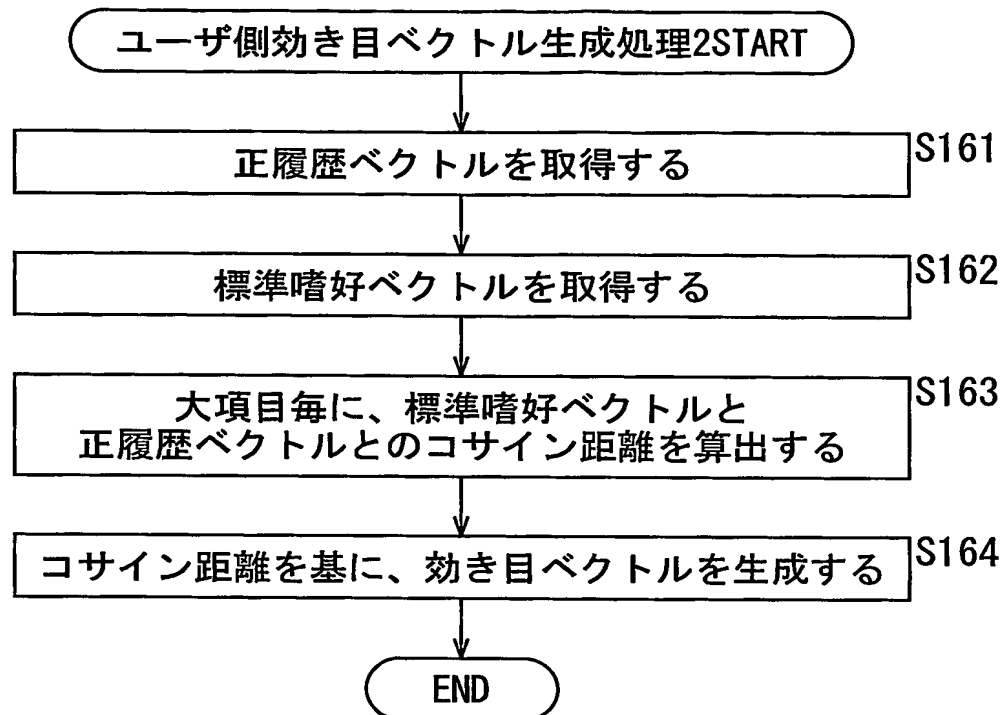 ユーザ側効き目ベクトル生成処理2START
正履歴ベクトルを取得する
S161
標準嗜好ベクトルを取得する
S162
大項目毎に、標準嗜好ベクトルと
正履歴ベクトルとのコサイン距離を算出する
S163
コサイン距離を基に、効き目ベクトルを生成する
S164
END